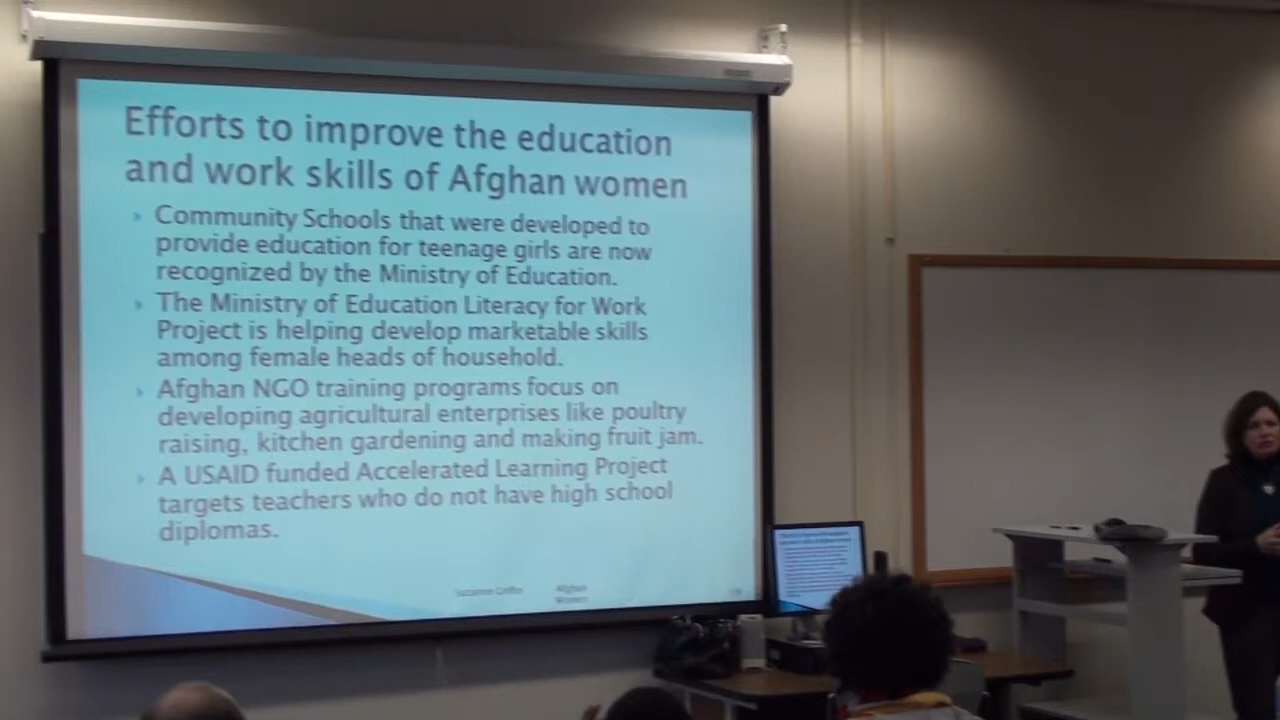 Efforts to improve the education
and work skills of Afghan women
Community Schools that were developed to
provide education for teenage girls are now
recognized by the Ministry of Education.
The Ministry of Education Literacy for Work
Project is helping develop marketable skills
among female heads of household.
Afghan NGO training programs focus on
developing agricultural enterprises like poultry
raising, kitchen gardening and making fruit jam.
A USAID funded Accelerated Learning Project
targets teachers who do not have high school
diplomas.
Suzanne Griffin
Afghan
Women